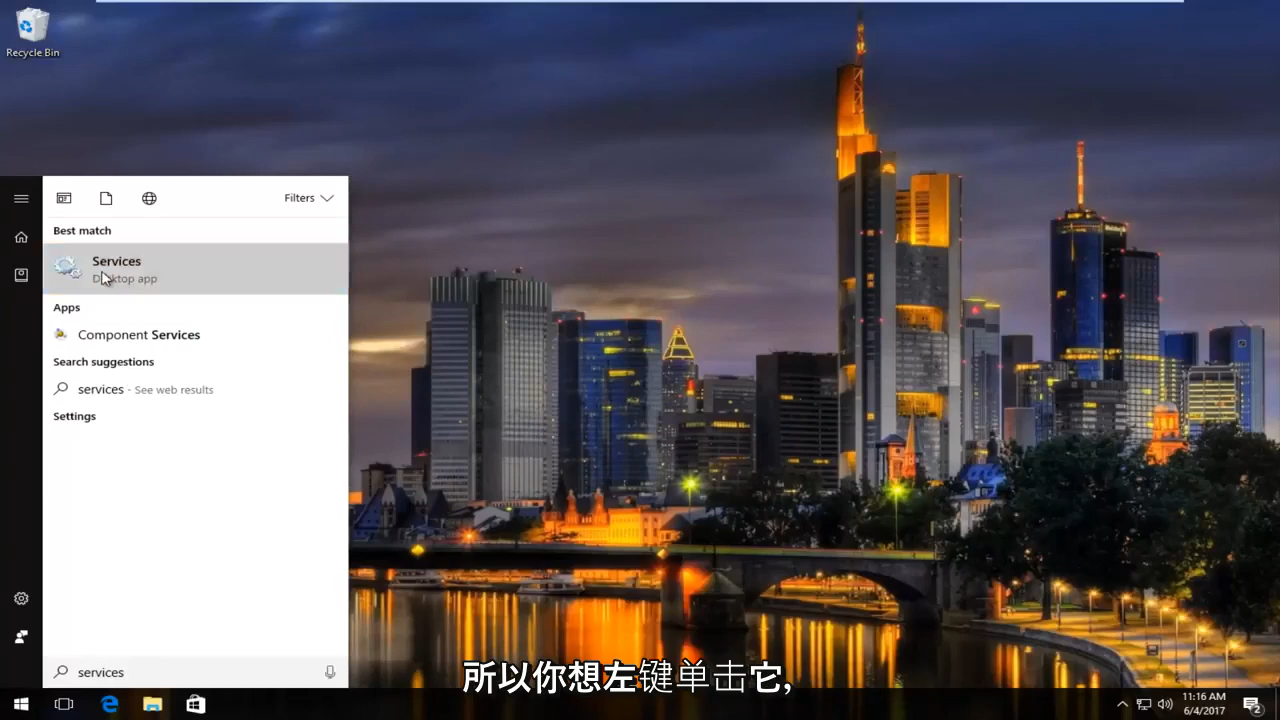 Recycle Bin
Filters
Best match
Services
Desktop app
Apps
Component Services
Search suggestions
services - See web results
Settings
services
所以你想左键单击它,
11:16 AM
6/4/2017
2